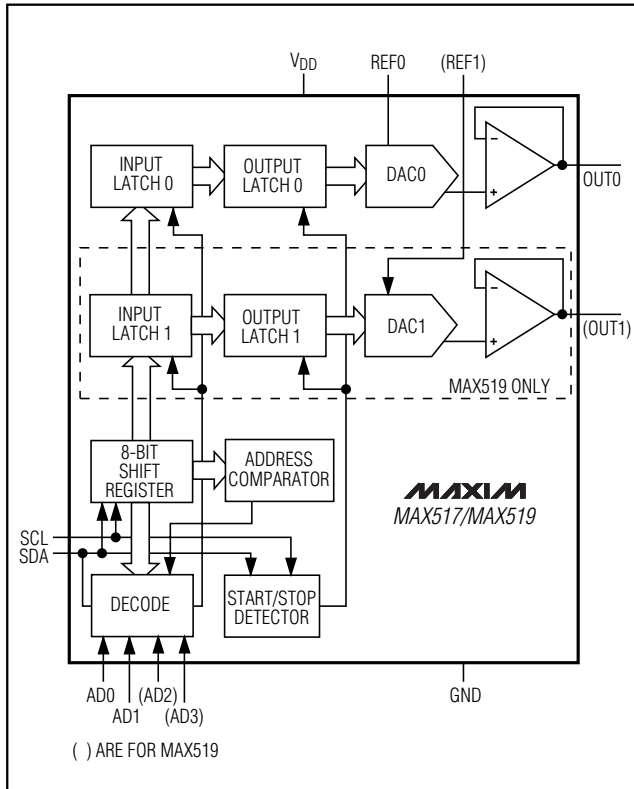 VDD
REF0
(REF1)
INPUT
LATCH 0
OUTPUT
LATCH 0
DAC0
OUT0
INPUT
LATCH 1
OUTPUT
LATCH 1
DAC1
(OUT1)
MAX519 ONLY
8-BIT
SHIFT
REGISTER
ADDRESS
COMPARATOR
MAXIM
MAX517/MAX519
SCL
SDA
DECODE
START/STOP
DETECTOR
AD0
AD1
(AD2)
(AD3)
GND
( ) ARE FOR MAX519